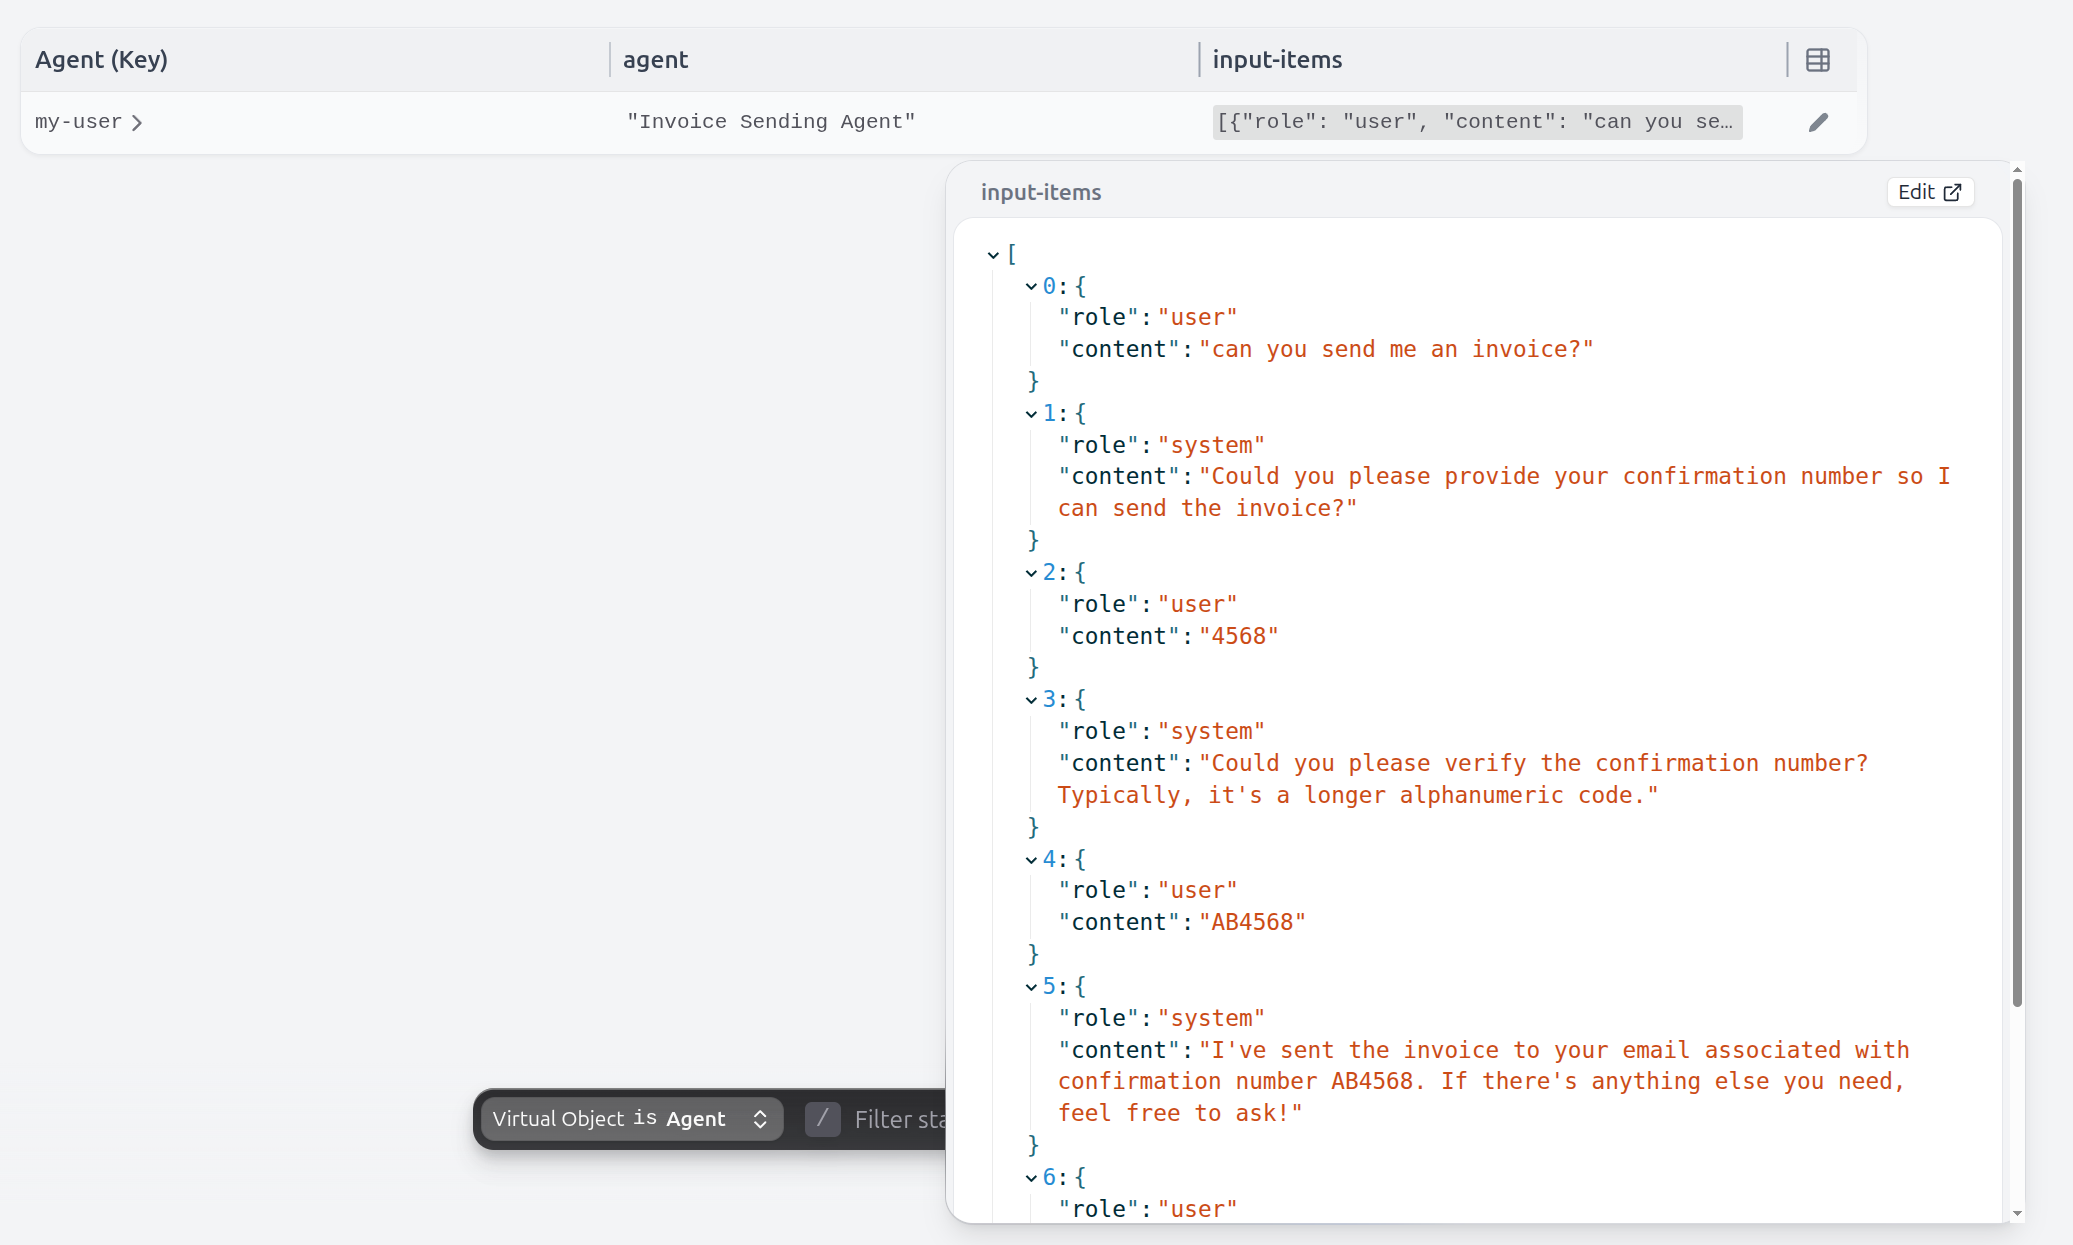 Agent (Key) agent input-items
my-user "Invoice Sending Agent" [{"role": "user", "content": "can you se…
input-items Edit
[
0:{
"role":"user"
"content":"can you send me an invoice?"
}
1:{
"role":"system"
"content":"Could you please provide your confirmation number so I
can send the invoice?"
}
2:{
"role":"user"
"content":"4568"
}
3:{
"role":"system"
"content":"Could you please verify the confirmation number?
Typically, it's a longer alphanumeric code."
}
4:{
"role":"user"
"content":"AB4568"
}
5:{
"role":"system"
"content":"I've sent the invoice to your email associated with
confirmation number AB4568. If there's anything else you need,
feel free to ask!"
}
6:{
"role":"user"
Virtual Object is Agent / Filter sta